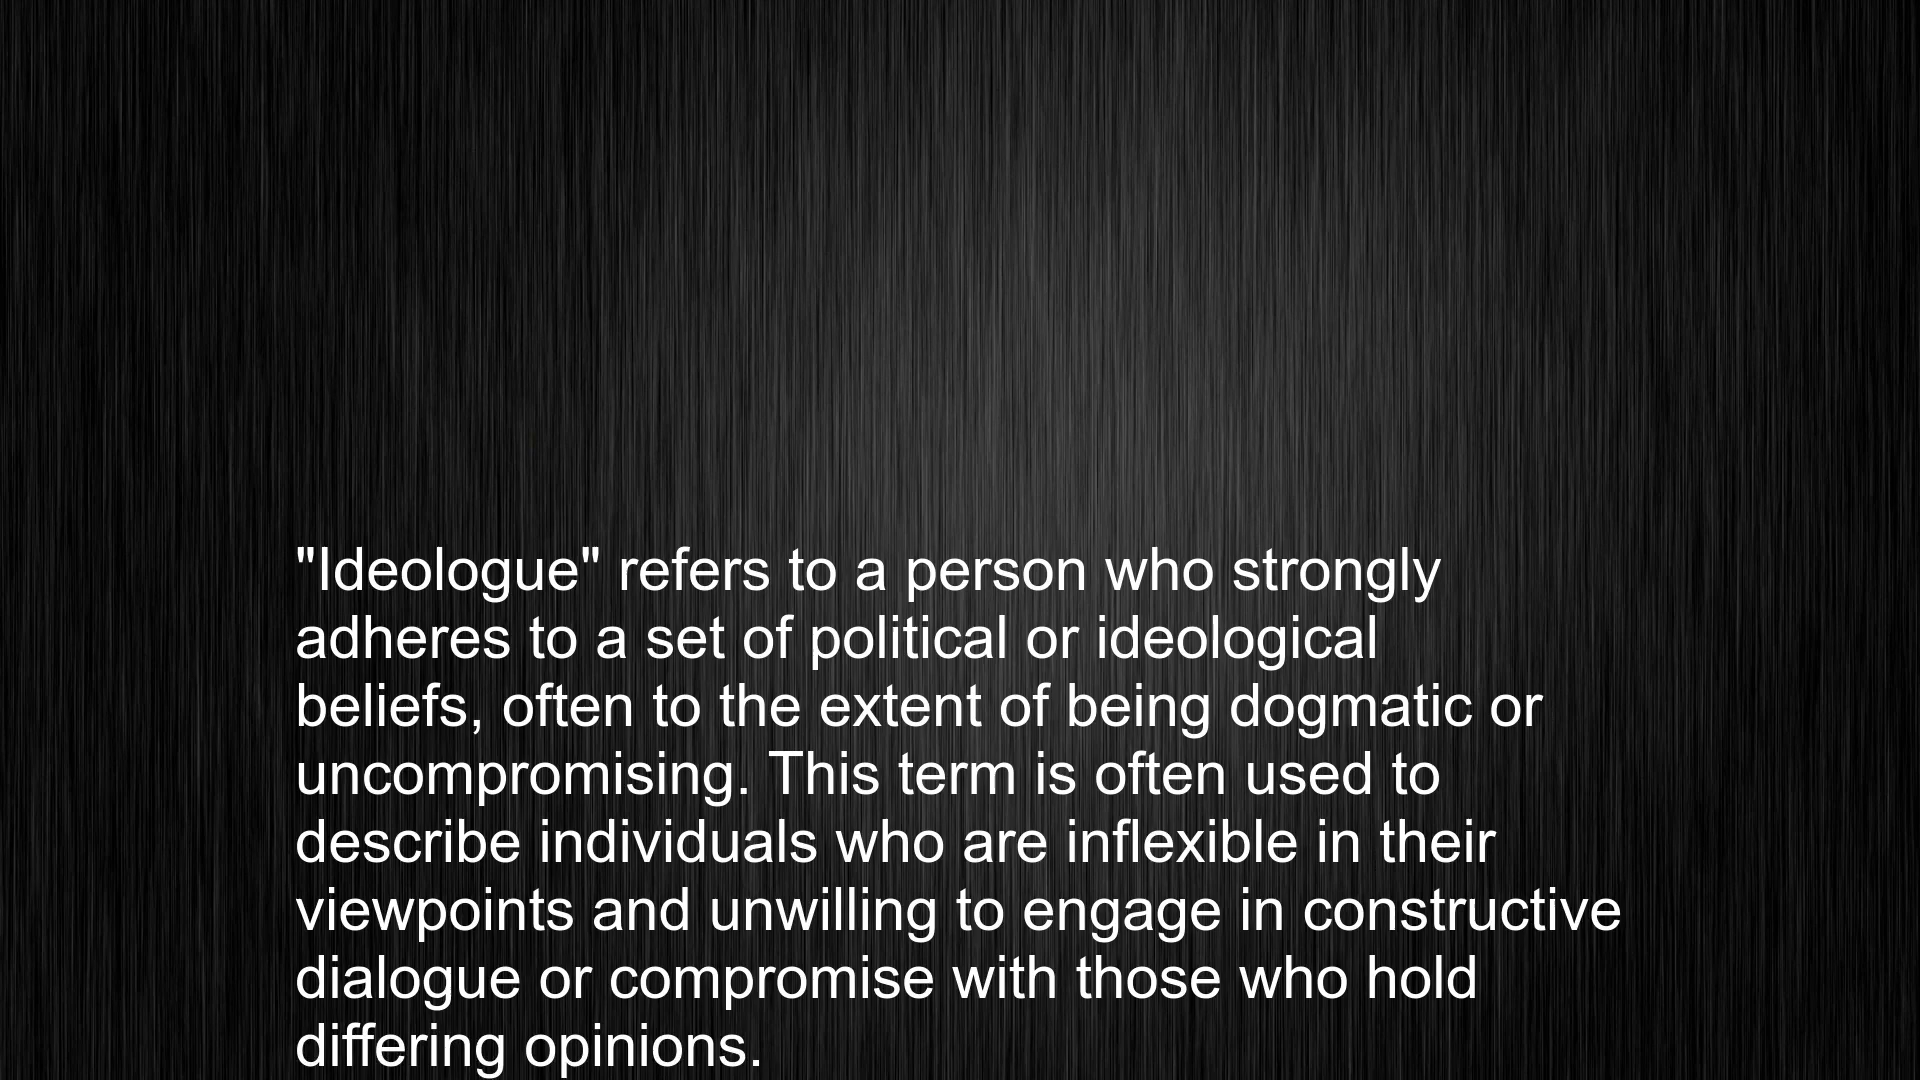 "Ideologue" refers to a person who strongly
adheres to a set of political or ideological
beliefs, often to the extent of being dogmatic or
uncompromising. This term is often used to
describe individuals who are inflexible in their
viewpoints and unwilling to engage in constructive
dialogue or compromise with those who hold
differing opinions.